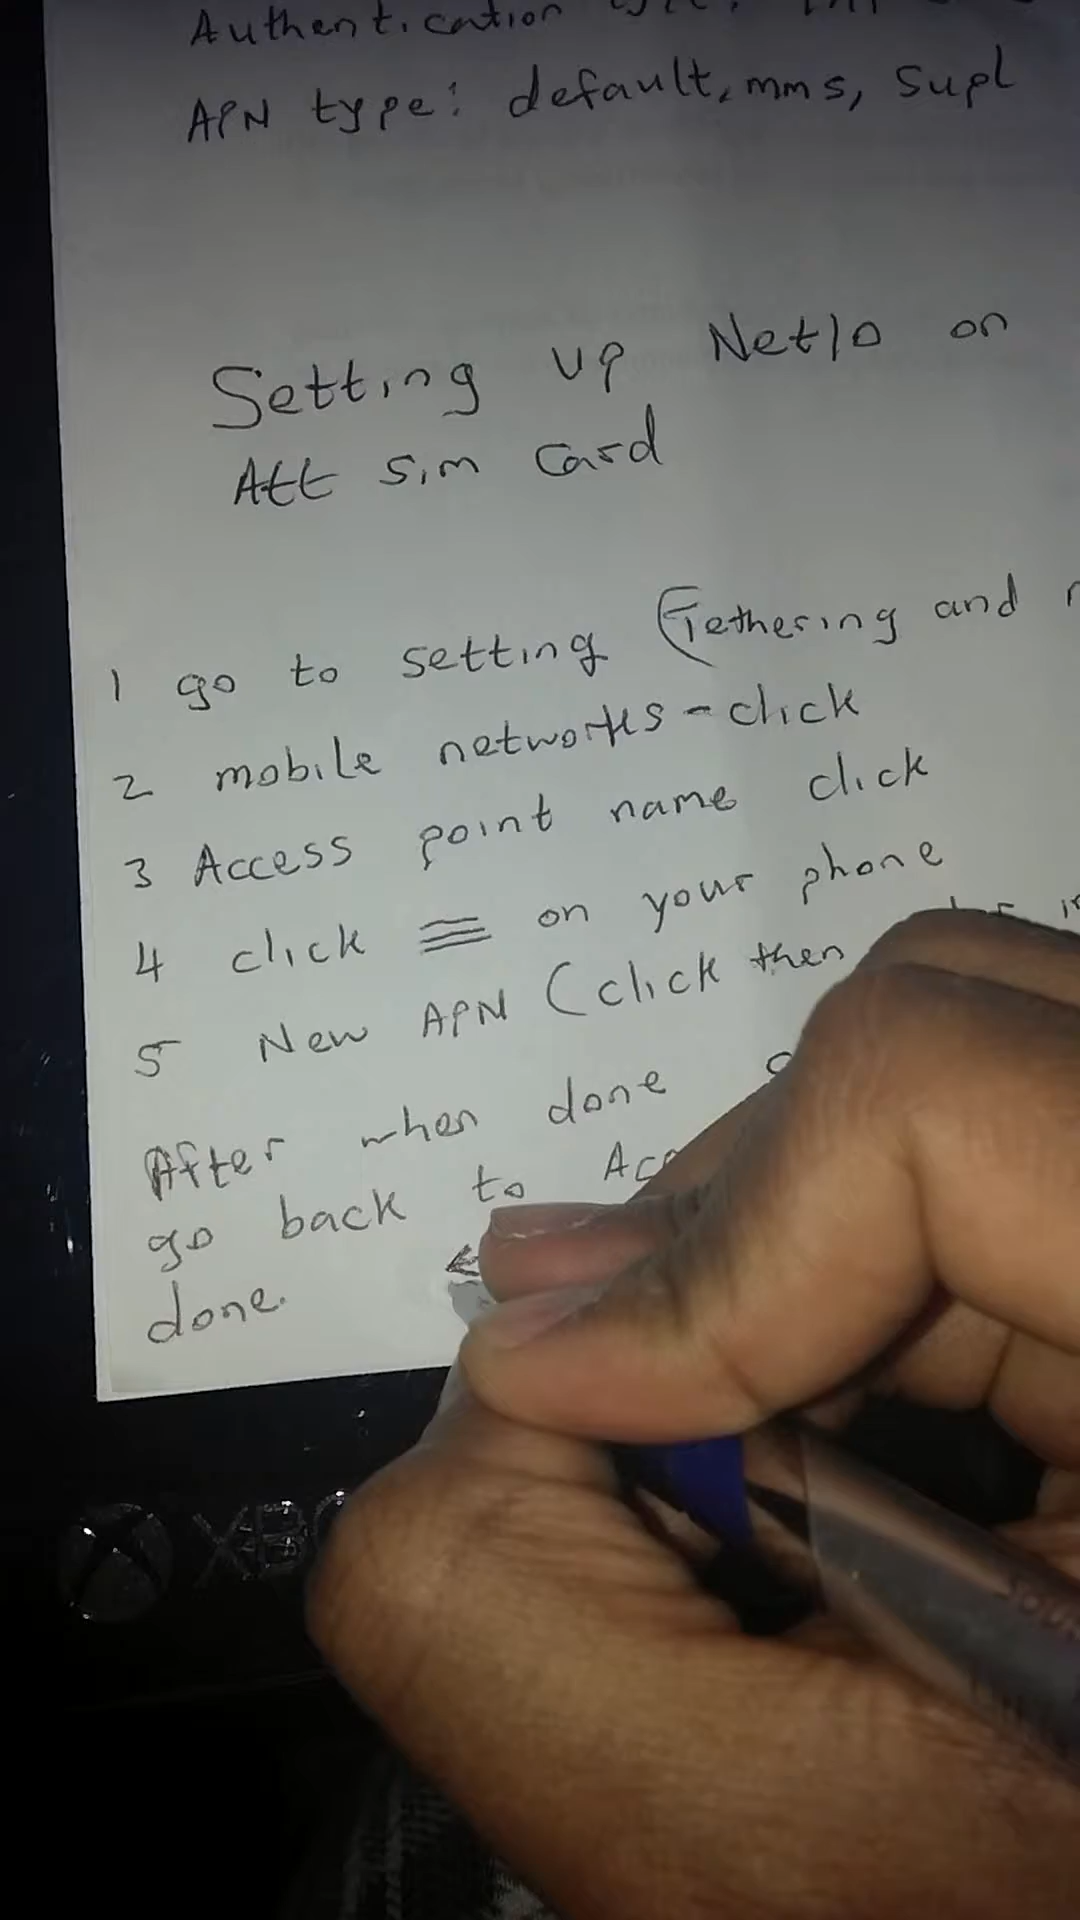 Authentication
APN type: default, mms, Supl
Setting up Net10 on
Att sim card
1 go to setting (Tethering and
2 mobile networks - click
3 Access point name click
4 click ≡ on your phone
5 New APN (click then
After when done
go back to
done.
XBO